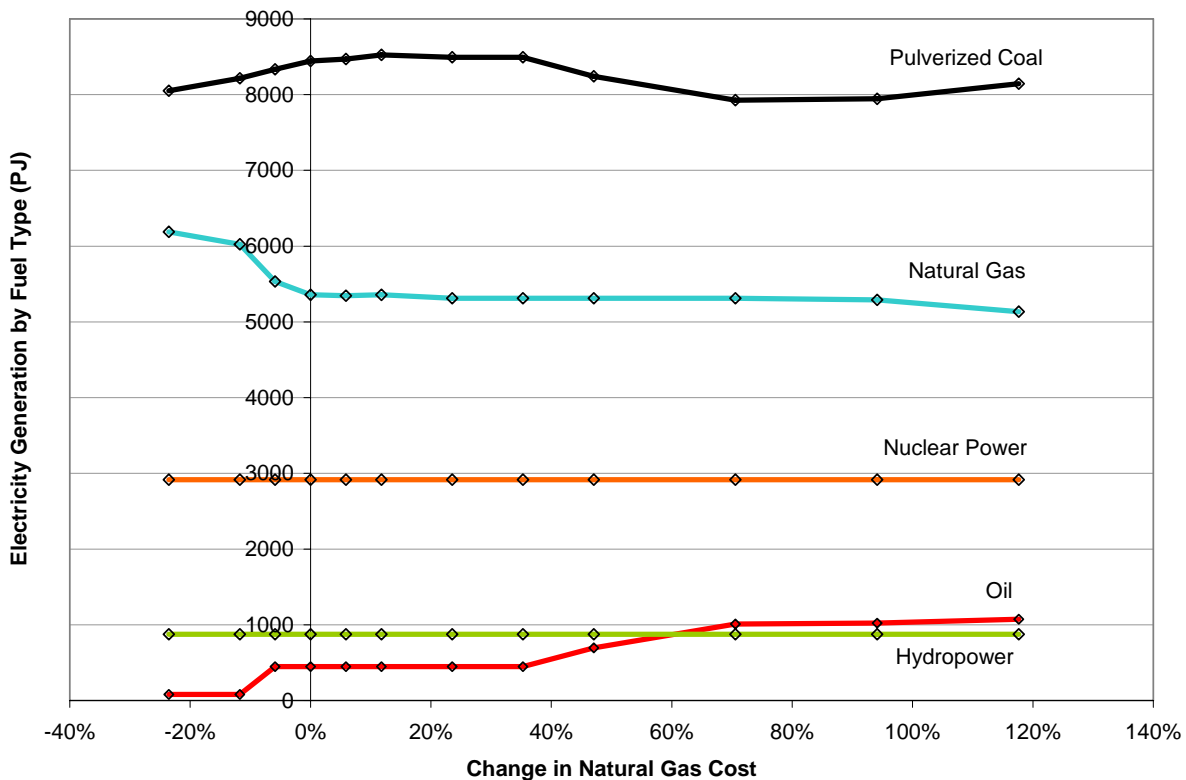 9000
8000
7000
6000
5000
4000
3000
2000
1000
0
Pulverized Coal
Natural Gas
Nuclear Power
Oil
Hydropower
-40% -20% 0% 20% 40% 60% 80% 100% 120% 140%
Change in Natural Gas Cost
Electricity Generation by Fuel Type (PJ)